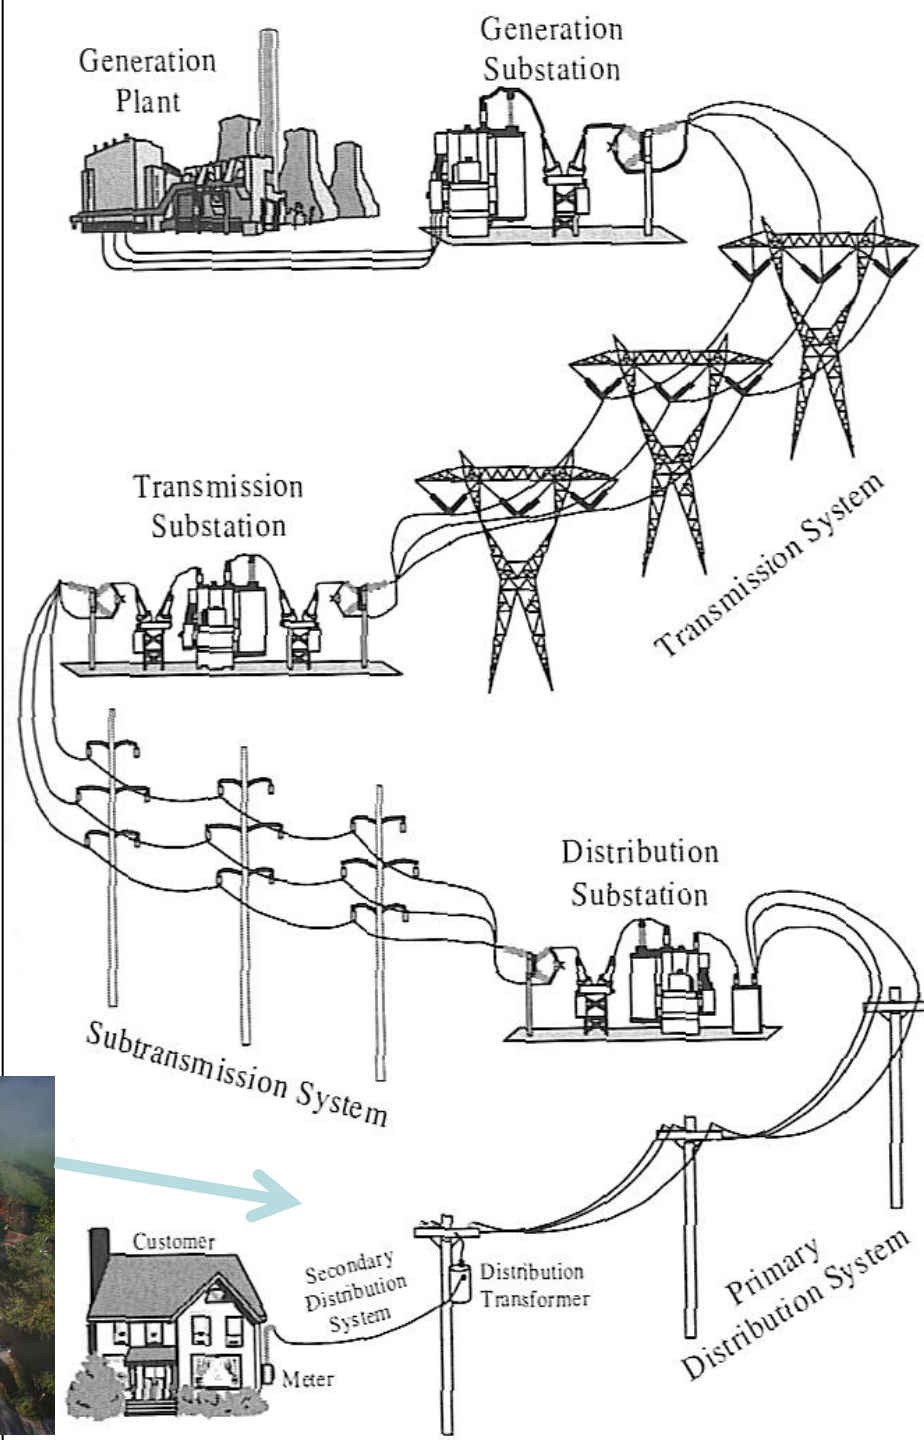 Generation
Plant
Generation
Substation
Transmission
Substation
Transmission System
Distribution
Substation
Subtransmission System
Customer
Secondary
Distribution
System
Distribution
Transformer
Primary
Distribution System
Meter